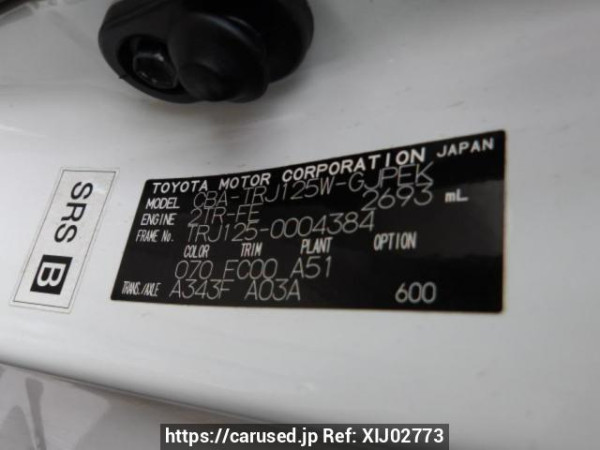 TOYOTA MOTOR CORPORATION JAPAN
MODEL CBA-TRJ125W-GJPEK
ENGINE 2TR-FE 2693 mL
FRAME No. TRJ125-0004384
COLOR TRIM PLANT OPTION
070 FC00 A51
TRANS./AXLE A343F A03A 600
SRS B
https://carused.jp Ref: XIJ02773